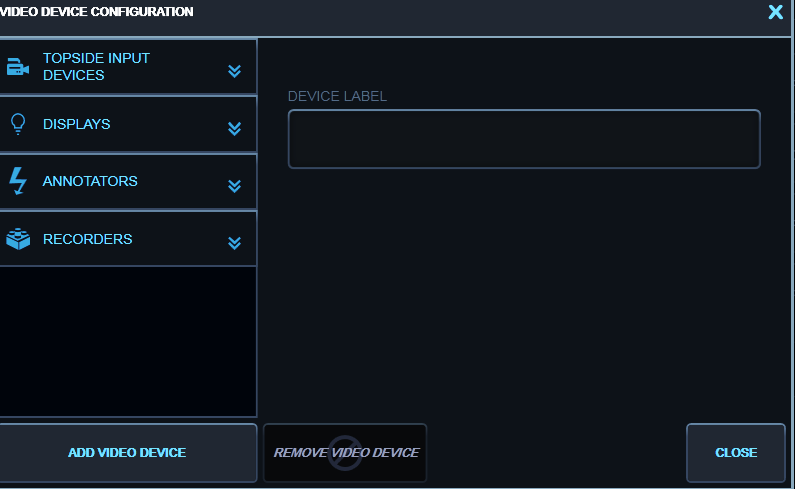 VIDEO DEVICE CONFIGURATION
TOPSIDE INPUT
DEVICES
DISPLAYS
ANNOTATORS
RECORDERS
DEVICE LABEL
ADD VIDEO DEVICE
REMOVE VIDEO DEVICE
CLOSE